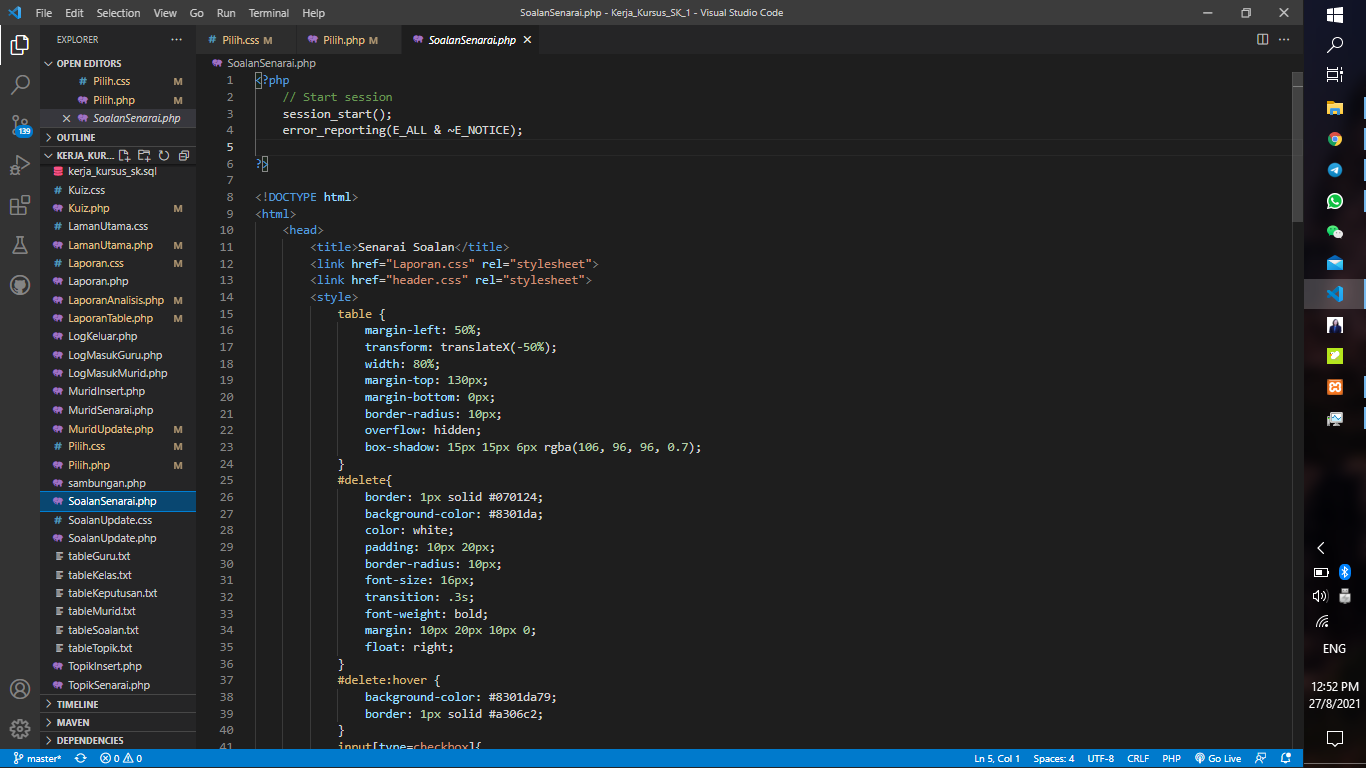 File Edit Selection View Go Run Terminal Help SoalanSenarai.php - Kerja_Kursus_SK_1 - Visual Studio Code
EXPLORER
OPEN EDITORS
Pilih.css M
Pilih.php M
SoalanSenarai.php
OUTLINE
KERJA_KUR...
kerja_kursus_sk.sql
Kuiz.css
Kuiz.php M
LamanUtama.css
LamanUtama.php M
Laporan.css M
Laporan.php
LaporanAnalisis.php M
LaporanTable.php M
LogKeluar.php
LogMasukGuru.php
LogMasukMurid.php
MuridInsert.php
MuridSenarai.php
MuridUpdate.php M
Pilih.css M
Pilih.php M
sambungan.php
SoalanSenarai.php
SoalanUpdate.css
SoalanUpdate.php
tableGuru.txt
tableKelas.txt
tableKeputusan.txt
tableMurid.txt
tableSoalan.txt
tableTopik.txt
TopikInsert.php
TopikSenarai.php
TIMELINE
MAVEN
DEPENDENCIES
139
Pilih.css M Pilih.php M SoalanSenarai.php
SoalanSenarai.php
1 <?php
2 // Start session
3 session_start();
4 error_reporting(E_ALL & ~E_NOTICE);
5
6 ?>
7
8 <!DOCTYPE html>
9 <html>
10 <head>
11 <title>Senarai Soalan</title>
12 <link href="Laporan.css" rel="stylesheet">
13 <link href="header.css" rel="stylesheet">
14 <style>
15 table {
16 margin-left: 50%;
17 transform: translateX(-50%);
18 width: 80%;
19 margin-top: 130px;
20 margin-bottom: 0px;
21 border-radius: 10px;
22 overflow: hidden;
23 box-shadow: 15px 15px 6px rgba(106, 96, 96, 0.7);
24 }
25 #delete{
26 border: 1px solid #070124;
27 background-color: #8301da;
28 color: white;
29 padding: 10px 20px;
30 border-radius: 10px;
31 font-size: 16px;
32 transition: .3s;
33 font-weight: bold;
34 margin: 10px 20px 10px 0;
35 float: right;
36 }
37 #delete:hover {
38 background-color: #8301da79;
39 border: 1px solid #a306c2;
40 }
41 input[type=checkbox]{
master* 0 0 Ln 5, Col 1 Spaces: 4 UTF-8 CRLF PHP Go Live
ENG
12:52 PM
27/8/2021